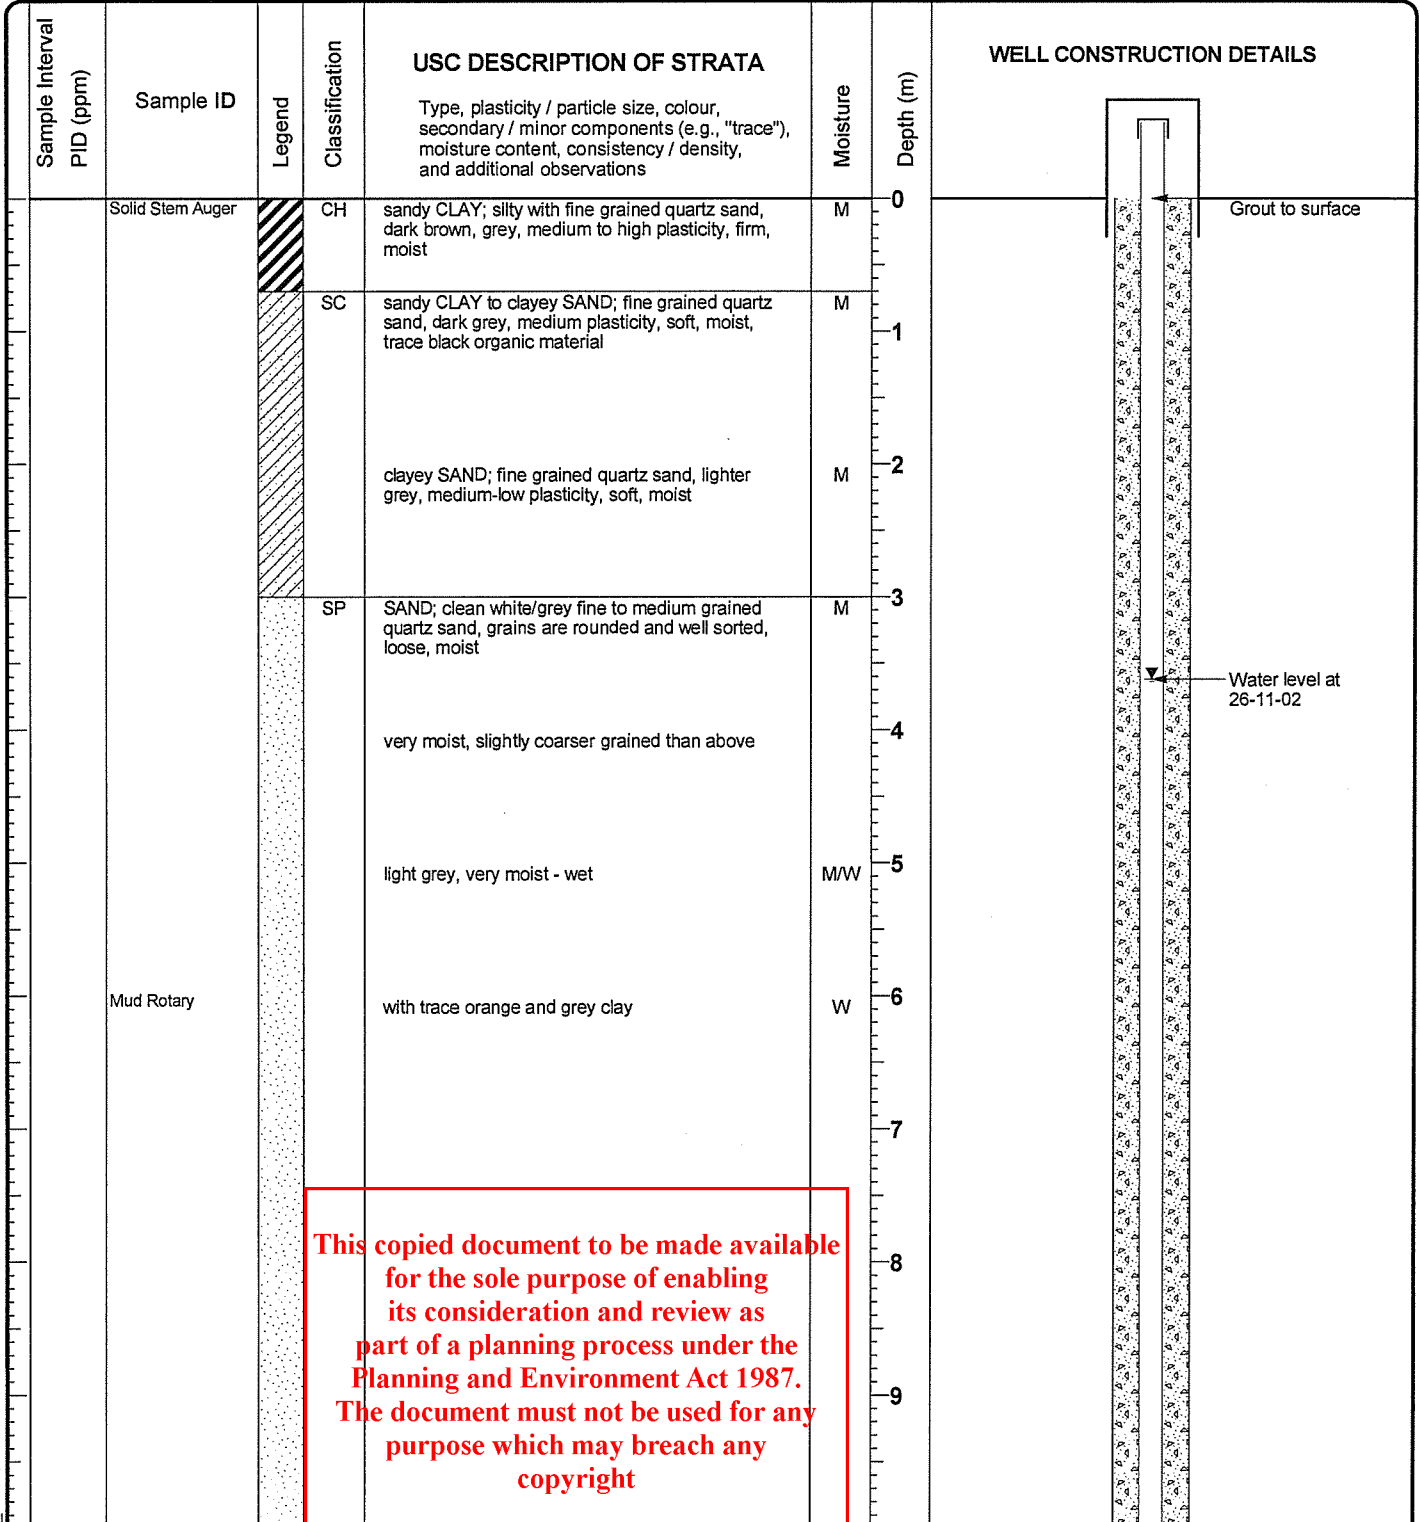 Sample Interval
PID (ppm)
Sample ID
Legend
Classification
USC DESCRIPTION OF STRATA
Type, plasticity / particle size, colour,
secondary / minor components (e.g., "trace"),
moisture content, consistency / density,
and additional observations
Moisture
Depth (m)
WELL CONSTRUCTION DETAILS
0
Solid Stem Auger
CH
sandy CLAY; silty with fine grained quartz sand,
dark brown, grey, medium to high plasticity, firm,
moist
M
Grout to surface
SC
sandy CLAY to clayey SAND; fine grained quartz
sand, dark grey, medium plasticity, soft, moist,
trace black organic material
M
1
2
clayey SAND; fine grained quartz sand, lighter
grey, medium-low plasticity, soft, moist
M
3
SP
SAND; clean white/grey fine to medium grained
quartz sand, grains are rounded and well sorted,
loose, moist
M
Water level at
26-11-02
4
very moist, slightly coarser grained than above
5
light grey, very moist - wet
M/W
6
Mud Rotary
with trace orange and grey clay
W
7
This copied document to be made available
for the sole purpose of enabling
its consideration and review as
part of a planning process under the
Planning and Environment Act 1987.
The document must not be used for any
purpose which may breach any
copyright
8
9